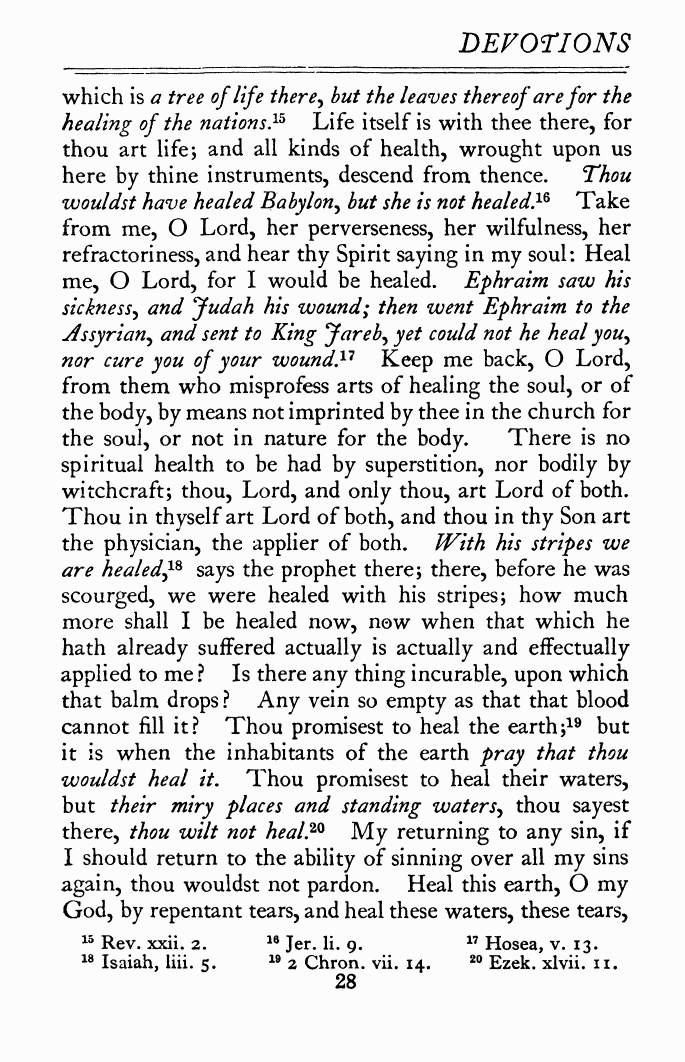 DEVOTIONS
which is a tree of life there, but the leaves thereof are for the
healing of the nations.¹⁵ Life itself is with thee there, for
thou art life; and all kinds of health, wrought upon us
here by thine instruments, descend from thence. Thou
wouldst have healed Babylon, but she is not healed.¹⁶ Take
from me, O Lord, her perverseness, her wilfulness, her
refractoriness, and hear thy Spirit saying in my soul: Heal
me, O Lord, for I would be healed. Ephraim saw his
sickness, and Judah his wound; then went Ephraim to the
Assyrian, and sent to King Jareb, yet could not he heal you,
nor cure you of your wound.¹⁷ Keep me back, O Lord,
from them who misprofess arts of healing the soul, or of
the body, by means not imprinted by thee in the church for
the soul, or not in nature for the body. There is no
spiritual health to be had by superstition, nor bodily by
witchcraft; thou, Lord, and only thou, art Lord of both.
Thou in thyself art Lord of both, and thou in thy Son art
the physician, the applier of both. With his stripes we
are healed,¹⁸ says the prophet there; there, before he was
scourged, we were healed with his stripes; how much
more shall I be healed now, now when that which he
hath already suffered actually is actually and effectually
applied to me? Is there any thing incurable, upon which
that balm drops? Any vein so empty as that that blood
cannot fill it? Thou promisest to heal the earth;¹⁹ but
it is when the inhabitants of the earth pray that thou
wouldst heal it. Thou promisest to heal their waters,
but their miry places and standing waters, thou sayest
there, thou wilt not heal.²⁰ My returning to any sin, if
I should return to the ability of sinning over all my sins
again, thou wouldst not pardon. Heal this earth, O my
God, by repentant tears, and heal these waters, these tears,
¹⁵ Rev. xxii. 2. ¹⁶ Jer. li. 9. ¹⁷ Hosea, v. 13.
¹⁸ Isaiah, liii. 5. ¹⁹ 2 Chron. vii. 14. ²⁰ Ezek. xlvii. 11.
28